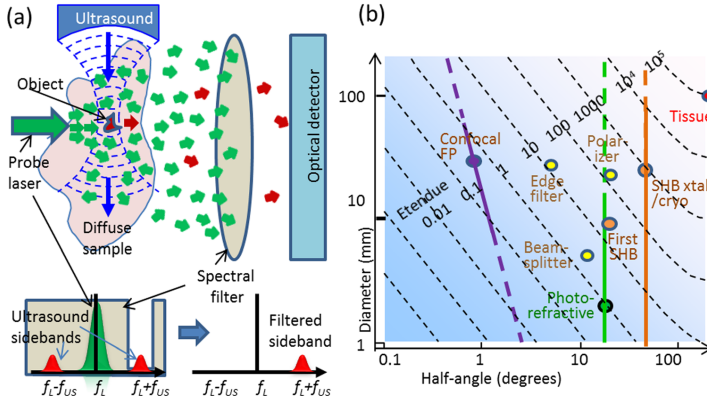 (a)
Ultrasound
Object
Probe
laser
Diffuse
sample
Optical detector
Spectral
filter
Ultrasound
sidebands
Filtered
sideband
fL-fUS
fL
fL+fUS
fL-fUS
fL
fL+fUS
(b)
Diameter (mm)
100
10
1
0.1
1
10
100
Half-angle (degrees)
Etendue
0.01
0.1
1
10
100
1000
10⁴
10⁵
Confocal
FP
Edge
filter
Polar-
izer
Tissue
SHB xtal
/cryo
Beam-
splitter
First
SHB
Photo-
refractive